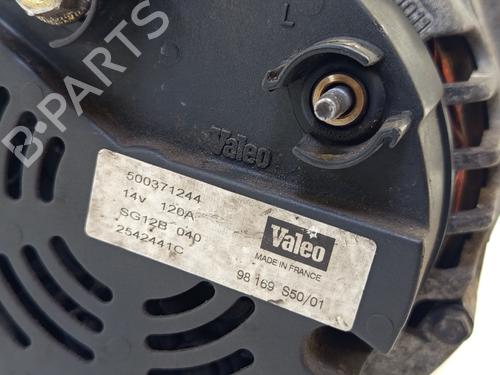 L
Valeo
500371244
14V 120A
SG12B 040
2542441C
Valeo
MADE IN FRANCE
98 169 S50/01
B-PARTS